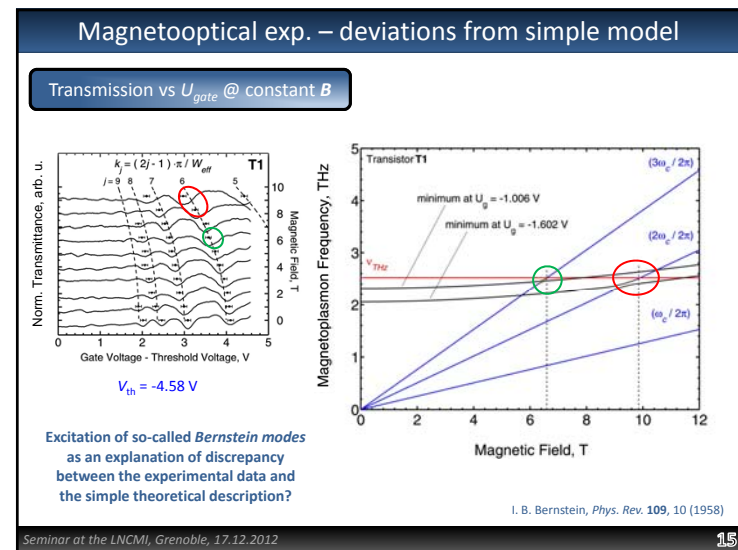 Magnetooptical exp. – deviations from simple model
Transmission vs U_gate @ constant B
k_j = ( 2j - 1 ) ·π / W_eff
T1
j = 9 8 7 6 5
Norm. Transmittance, arb. u.
10
8
6
4
2
0
Magnetic Field, T
0 1 2 3 4 5
Gate Voltage - Threshold Voltage, V
V_th = -4.58 V
Excitation of so-called Bernstein modes
as an explanation of discrepancy
between the experimental data and
the simple theoretical description?
Magnetoplasmon Frequency, THz
5
4
3
2
1
0
Transistor T1
(3ω_c / 2π)
minimum at U_g = -1.006 V
minimum at U_g = -1.602 V
(2ω_c / 2π)
ν_THz
(ω_c / 2π)
0 2 4 6 8 10 12
Magnetic Field, T
I. B. Bernstein, Phys. Rev. 109, 10 (1958)
Seminar at the LNCMI, Grenoble, 17.12.2012
15